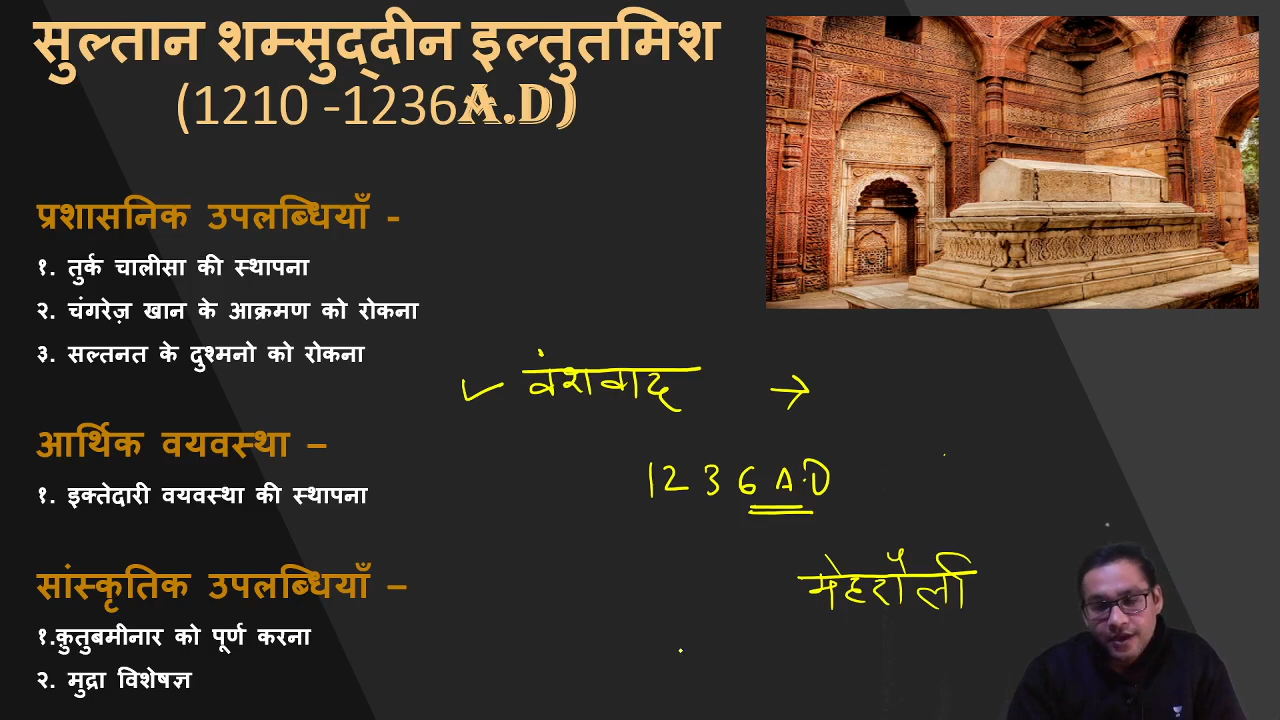 सुल्तान शम्सुद्दीन इल्तुतमिश
(1210 -1236A.D)
प्रशासनिक उपलब्धियाँ -
१. तुर्क चालीसा की स्थापना
२. चंगरेज़ खान के आक्रमण को रोकना
३. सल्तनत के दुश्मनो को रोकना
वंशवाद →
1236 A.D
मेहरौली
आर्थिक वयवस्था –
१. इक्तेदारी वयवस्था की स्थापना
सांस्कृतिक उपलब्धियाँ –
१.कुतुबमीनार को पूर्ण करना
२. मुद्रा विशेषज्ञ